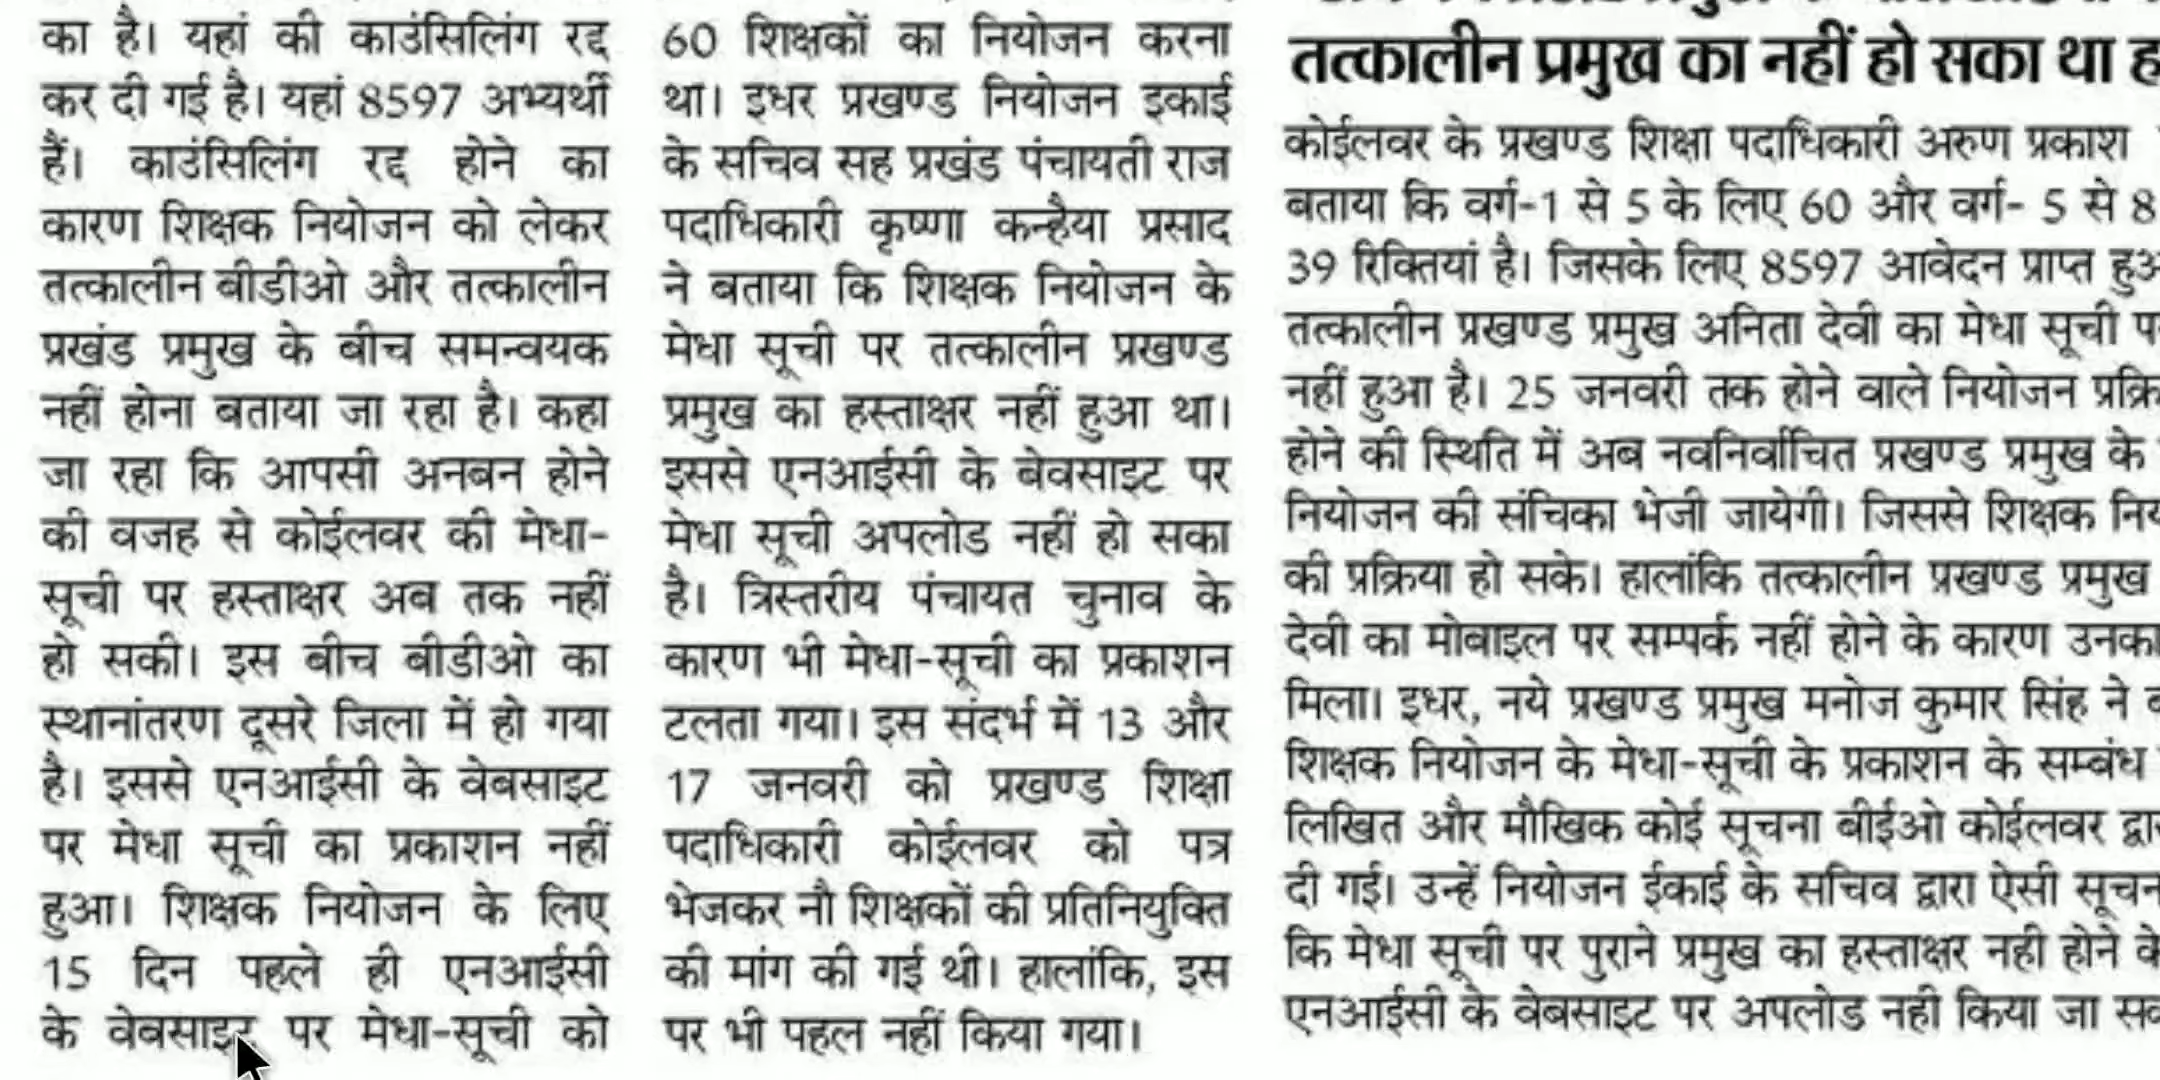 का है। यहां की काउंसिलिंग रद्द
कर दी गई है। यहां 8597 अभ्यर्थी
हैं। काउंसिलिंग रद्द होने का
कारण शिक्षक नियोजन को लेकर
तत्कालीन बीडीओ और तत्कालीन
प्रखंड प्रमुख के बीच समन्वयक
नहीं होना बताया जा रहा है। कहा
जा रहा कि आपसी अनबन होने
की वजह से कोईलवर की मेधा-
सूची पर हस्ताक्षर अब तक नहीं
हो सकी। इस बीच बीडीओ का
स्थानांतरण दूसरे जिला में हो गया
है। इससे एनआईसी के वेबसाइट
पर मेधा सूची का प्रकाशन नहीं
हुआ। शिक्षक नियोजन के लिए
15 दिन पहले ही एनआईसी
के वेबसाइट पर मेधा-सूची को
60 शिक्षकों का नियोजन करना
था। इधर प्रखण्ड नियोजन इकाई
के सचिव सह प्रखंड पंचायती राज
पदाधिकारी कृष्णा कन्हैया प्रसाद
ने बताया कि शिक्षक नियोजन के
मेधा सूची पर तत्कालीन प्रखण्ड
प्रमुख का हस्ताक्षर नहीं हुआ था।
इससे एनआईसी के बेवसाइट पर
मेधा सूची अपलोड नहीं हो सका
है। त्रिस्तरीय पंचायत चुनाव के
कारण भी मेधा-सूची का प्रकाशन
टलता गया। इस संदर्भ में 13 और
17 जनवरी को प्रखण्ड शिक्षा
पदाधिकारी कोईलवर को पत्र
भेजकर नौ शिक्षकों की प्रतिनियुक्ति
की मांग की गई थी। हालांकि, इस
पर भी पहल नहीं किया गया।
तत्कालीन प्रमुख का नहीं हो सका था
कोईलवर के प्रखण्ड शिक्षा पदाधिकारी अरुण प्रकाश
बताया कि वर्ग-1 से 5 के लिए 60 और वर्ग- 5 से 8
39 रिक्तियां है। जिसके लिए 8597 आवेदन प्राप्त
तत्कालीन प्रखण्ड प्रमुख अनिता देवी का मेधा सूची
नहीं हुआ है। 25 जनवरी तक होने वाले नियोजन
होने की स्थिति में अब नवनिर्वाचित प्रखण्ड प्रमुख के
नियोजन की संचिका भेजी जायेगी। जिससे शिक्षक
की प्रक्रिया हो सके। हालांकि तत्कालीन प्रखण्ड प्रमुख
देवी का मोबाइल पर सम्पर्क नहीं होने के कारण उनका
मिला। इधर, नये प्रखण्ड प्रमुख मनोज कुमार सिंह ने
शिक्षक नियोजन के मेधा-सूची के प्रकाशन के सम्बंध
लिखित और मौखिक कोई सूचना बीईओ कोईलवर
दी गई। उन्हें नियोजन ईकाई के सचिव द्वारा ऐसी
कि मेधा सूची पर पुराने प्रमुख का हस्ताक्षर नही होने
एनआईसी के वेबसाइट पर अपलोड नही किया जा